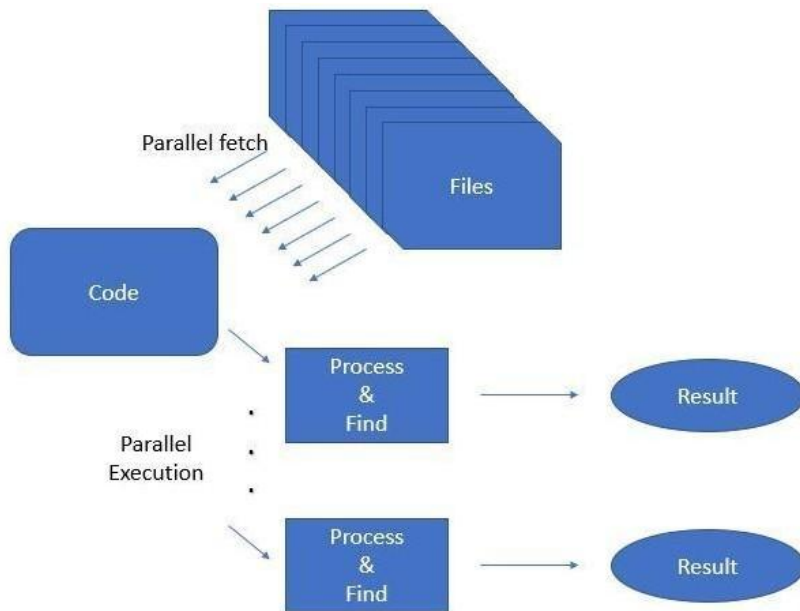 Parallel fetch
Files
Code
Process
&
Find
Result
Parallel
Execution
Process
&
Find
Result